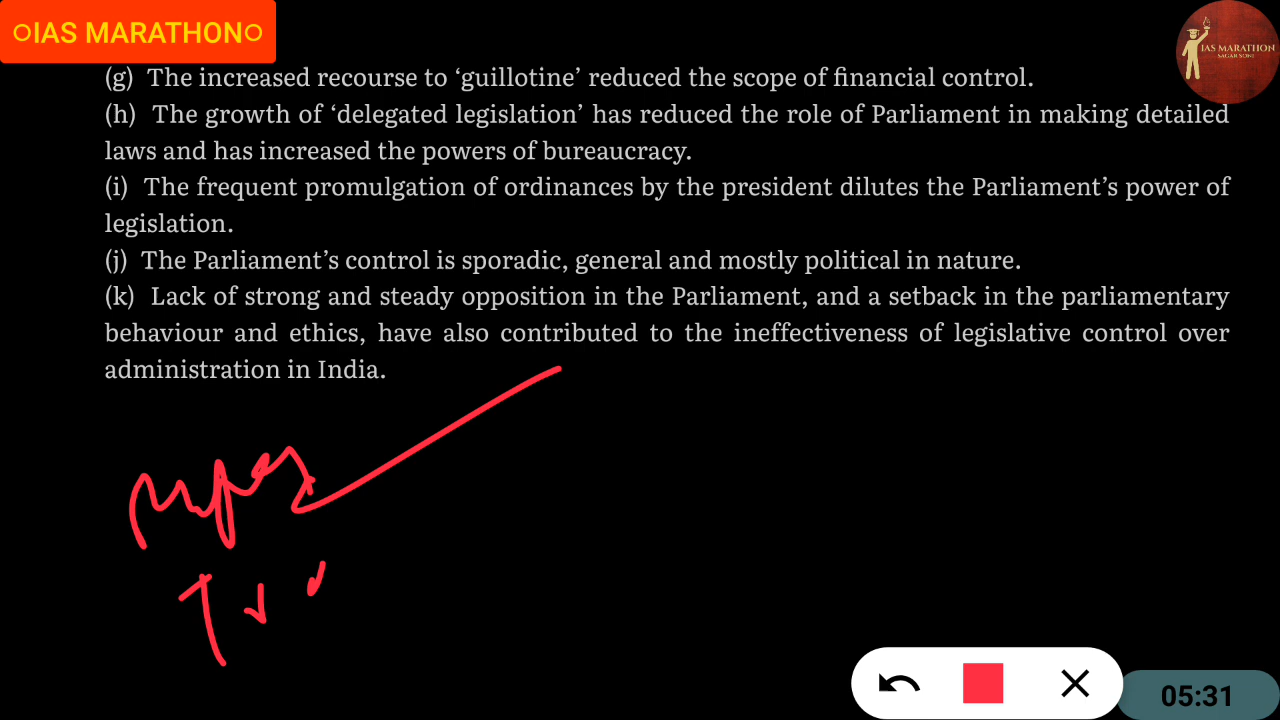 ○IAS MARATHON○
IAS MARATHON
SAGAR SONI
(g) The increased recourse to ‘guillotine’ reduced the scope of financial control.
(h) The growth of ‘delegated legislation’ has reduced the role of Parliament in making detailed
laws and has increased the powers of bureaucracy.
(i) The frequent promulgation of ordinances by the president dilutes the Parliament’s power of
legislation.
(j) The Parliament’s control is sporadic, general and mostly political in nature.
(k) Lack of strong and steady opposition in the Parliament, and a setback in the parliamentary
behaviour and ethics, have also contributed to the ineffectiveness of legislative control over
administration in India.
05:31